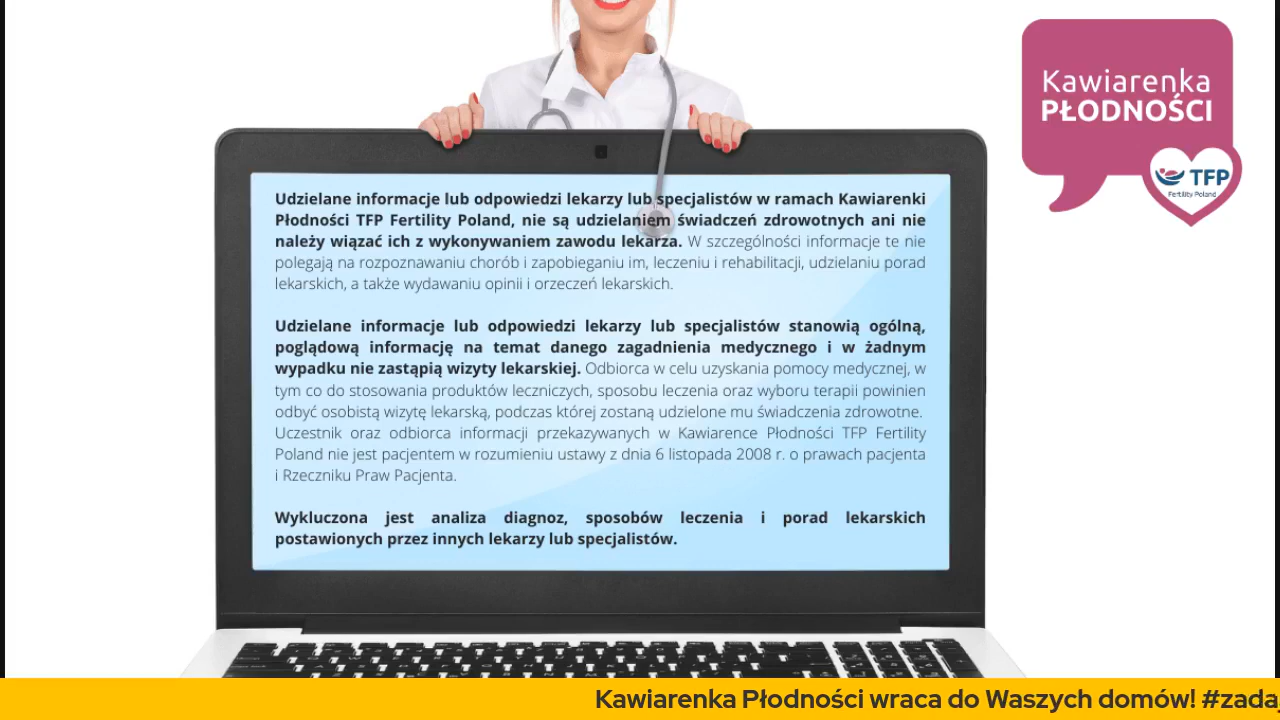 Kawiarenka
PŁODNOŚCI
TFP
Fertility Poland
Udzielane informacje lub odpowiedzi lekarzy lub specjalistów w ramach Kawiarenki
Płodności TFP Fertility Poland, nie są udzielaniem świadczeń zdrowotnych ani nie
należy wiązać ich z wykonywaniem zawodu lekarza. W szczególności informacje te nie
polegają na rozpoznawaniu chorób i zapobieganiu im, leczeniu i rehabilitacji, udzielaniu porad
lekarskich, a także wydawaniu opinii i orzeczeń lekarskich.
Udzielane informacje lub odpowiedzi lekarzy lub specjalistów stanowią ogólną,
poglądową informację na temat danego zagadnienia medycznego i w żadnym
wypadku nie zastąpią wizyty lekarskiej. Odbiorca w celu uzyskania pomocy medycznej, w
tym co do stosowania produktów leczniczych, sposobu leczenia oraz wyboru terapii powinien
odbyć osobistą wizytę lekarską, podczas której zostaną udzielone mu świadczenia zdrowotne.
Uczestnik oraz odbiorca informacji przekazywanych w Kawiarence Płodności TFP Fertility
Poland nie jest pacjentem w rozumieniu ustawy z dnia 6 listopada 2008 r. o prawach pacjenta
i Rzeczniku Praw Pacjenta.
Wykluczona jest analiza diagnoz, sposobów leczenia i porad lekarskich
postawionych przez innych lekarzy lub specjalistów.
Kawiarenka Płodności wraca do Waszych domów! #zada